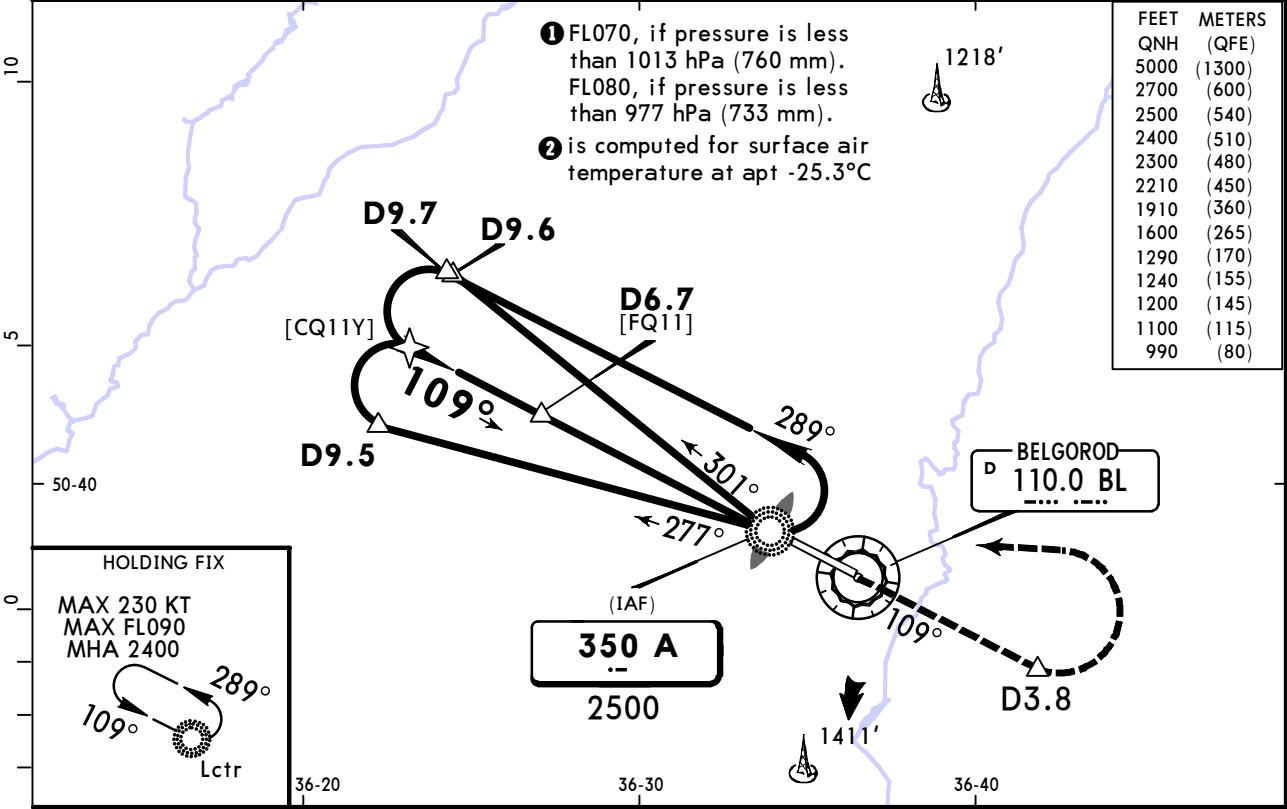 ❶ FL070, if pressure is less
than 1013 hPa (760 mm).
FL080, if pressure is less
than 977 hPa (733 mm).
❷ is computed for surface air
temperature at apt -25.3°C
1218'
FEET METERS
QNH (QFE)
5000 (1300)
2700 (600)
2500 (540)
2400 (510)
2300 (480)
2210 (450)
1910 (360)
1600 (265)
1290 (170)
1240 (155)
1200 (145)
1100 (115)
990 (80)
10
5
0
D9.7
D9.6
D6.7
[FQ11]
[CQ11Y]
109°
289°
D9.5
301°
277°
50-40
BELGOROD
D 110.0 BL
-... .-..
(IAF)
350 A
.-
2500
109°
D3.8
1411'
HOLDING FIX
MAX 230 KT
MAX FL090
MHA 2400
289°
109°
Lctr
36-20
36-30
36-40